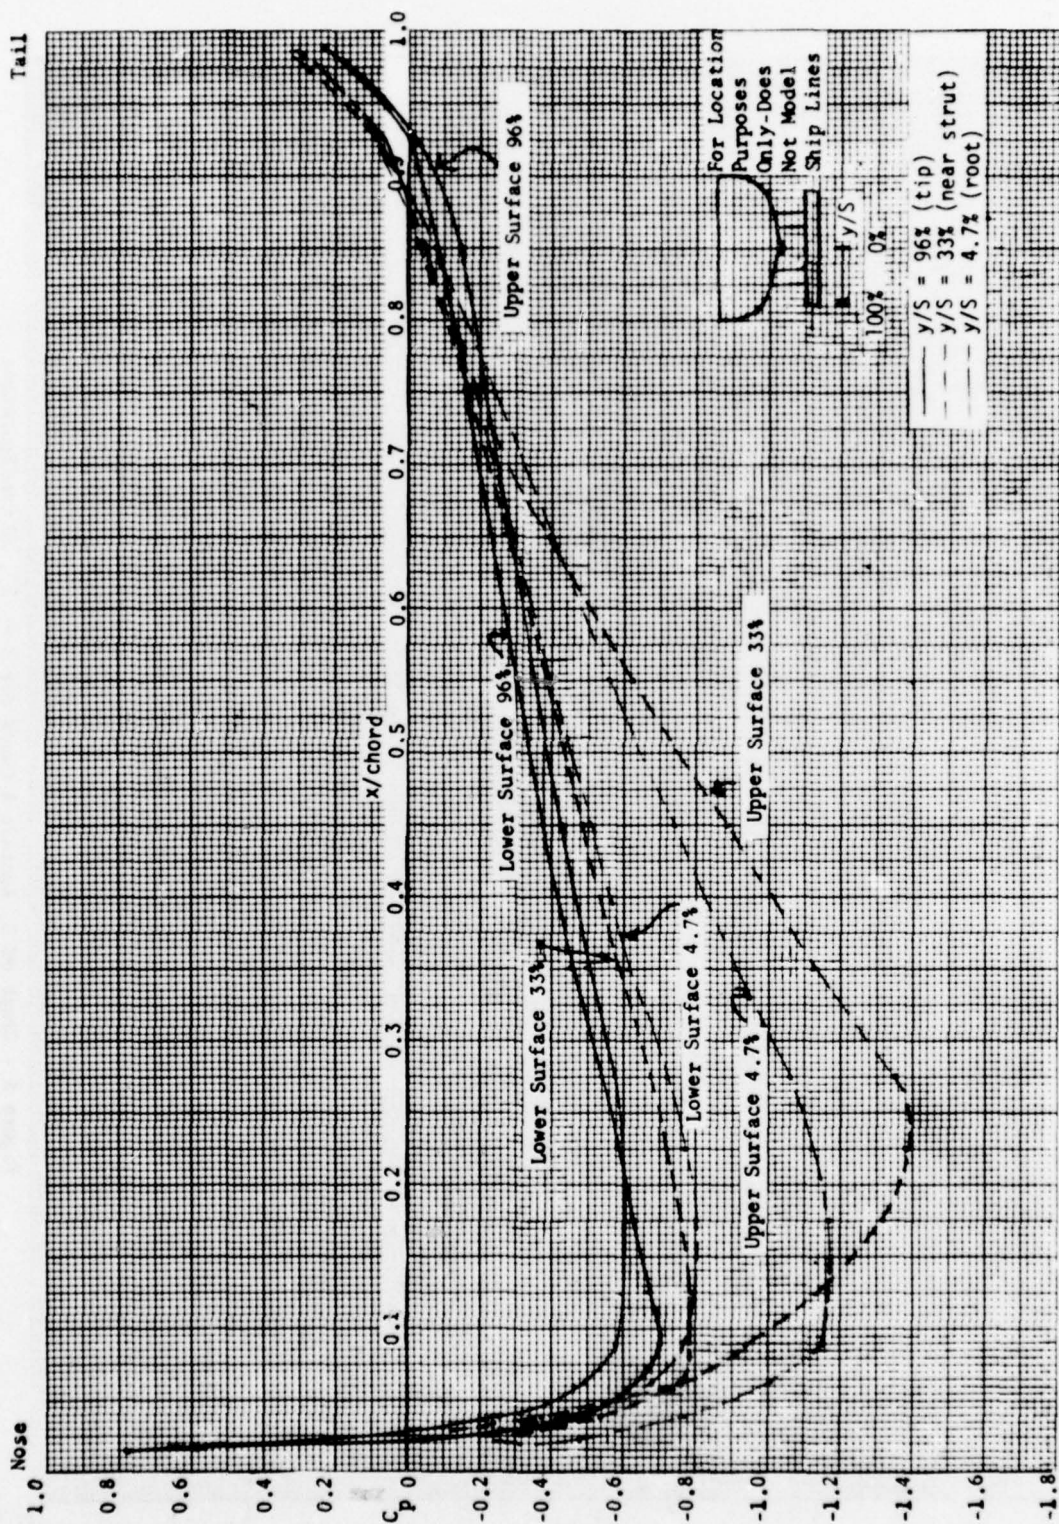 Nose
Tail
1.0
0.8
0.6
0.4
0.2
0
C p
-0.2
-0.4
-0.6
-0.8
-1.0
-1.2
-1.4
-1.6
-1.8
0.1
0.2
0.3
0.4
0.5
0.6
0.7
0.8
0.9
1.0
x/chord
Upper Surface 96%
Lower Surface 96%
Lower Surface 33%
Lower Surface 4.7%
Upper Surface 4.7%
Upper Surface 33%
For Location
Purposes
Only-Does
Not Model
Ship Lines
y/S
100% 0%
y/S = 96% (tip)
y/S = 33% (near strut)
y/S = 4.7% (root)